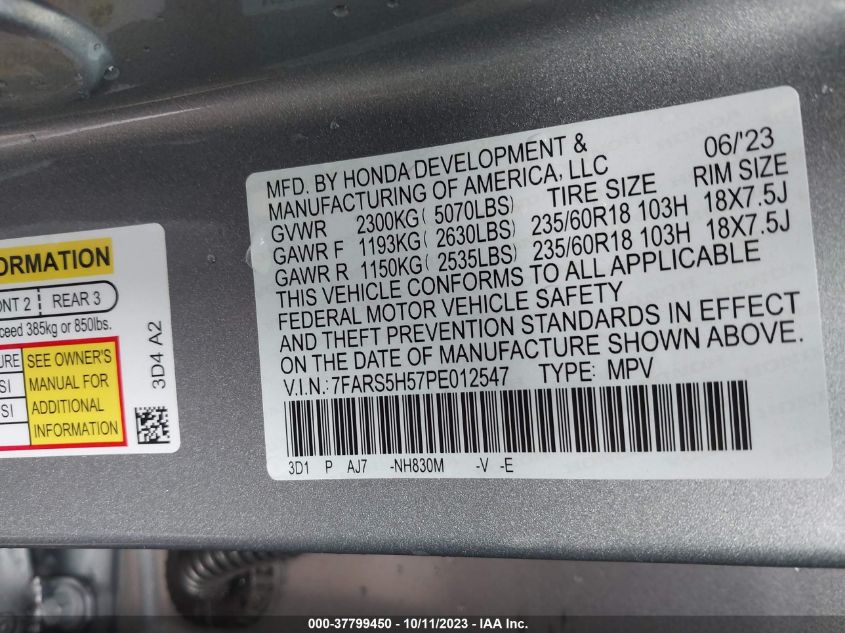 FORMATION
ONT 2 | REAR 3
ceed 385kg or 850lbs.
URE SEE OWNER'S
SI MANUAL FOR
SI ADDITIONAL
INFORMATION
3D4 A2
MFD. BY HONDA DEVELOPMENT & 06/'23
MANUFACTURING OF AMERICA, LLC
TIRE SIZE RIM SIZE
GVWR 2300KG( 5070LBS)
GAWR F 1193KG( 2630LBS) 235/60R18 103H 18X7.5J
GAWR R 1150KG( 2535LBS) 235/60R18 103H 18X7.5J
THIS VEHICLE CONFORMS TO ALL APPLICABLE
FEDERAL MOTOR VEHICLE SAFETY
AND THEFT PREVENTION STANDARDS IN EFFECT
ON THE DATE OF MANUFACTURE SHOWN ABOVE.
V.I.N.:7FARS5H57PE012547 TYPE: MPV
3D1 P AJ7 -NH830M -V -E
000-37799450 - 10/11/2023 - IAA Inc.